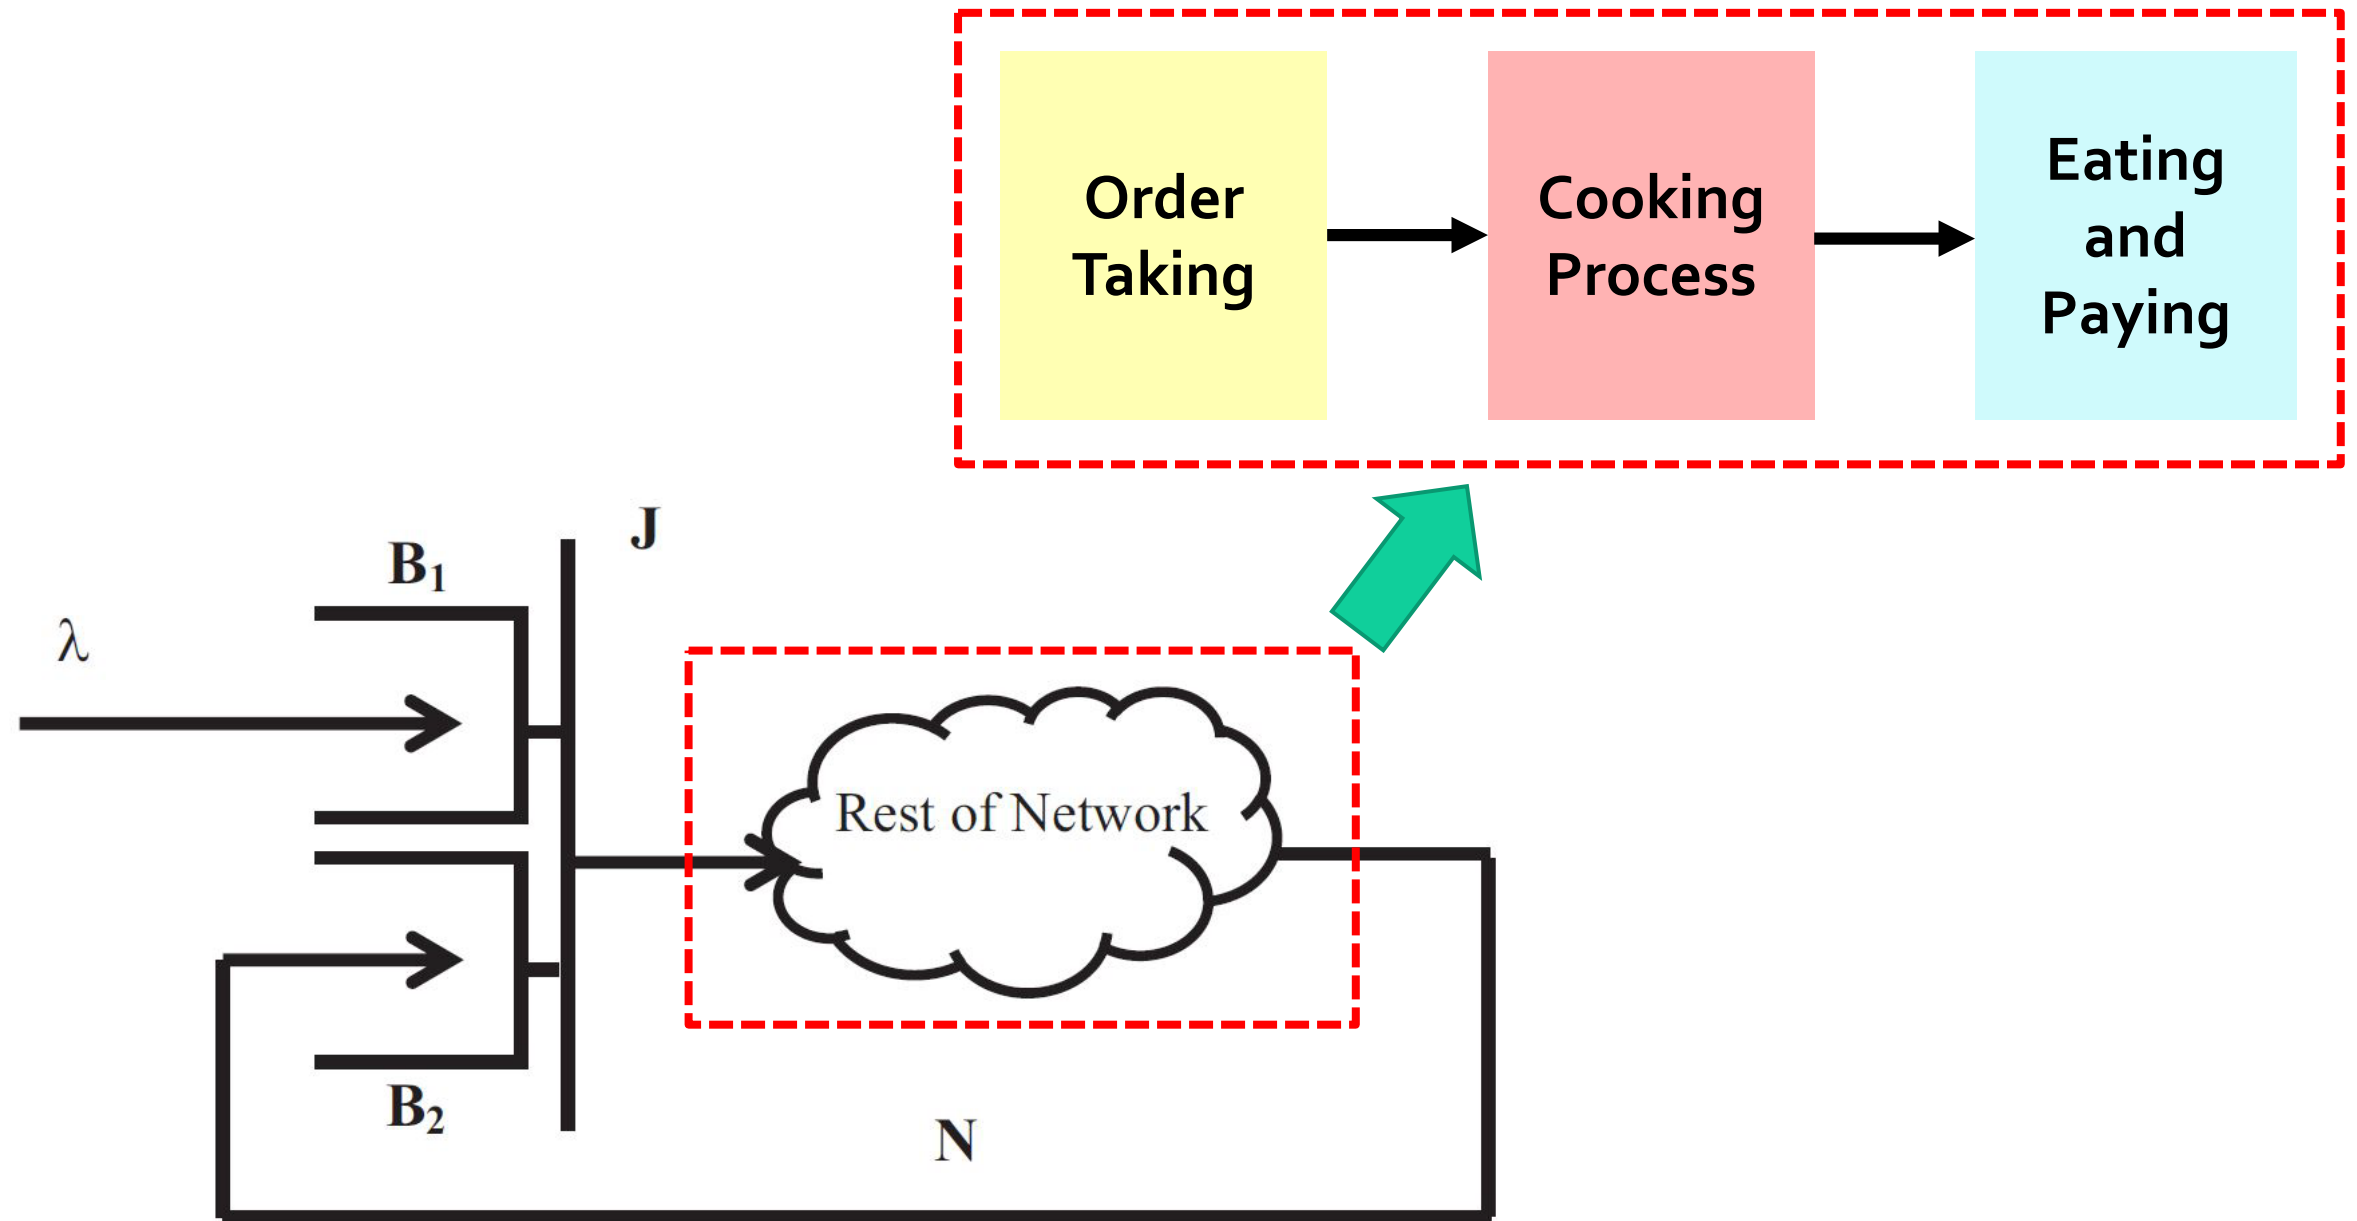 Order
Taking
Cooking
Process
Eating
and
Paying
J
B₁
λ
Rest of Network
B₂
N